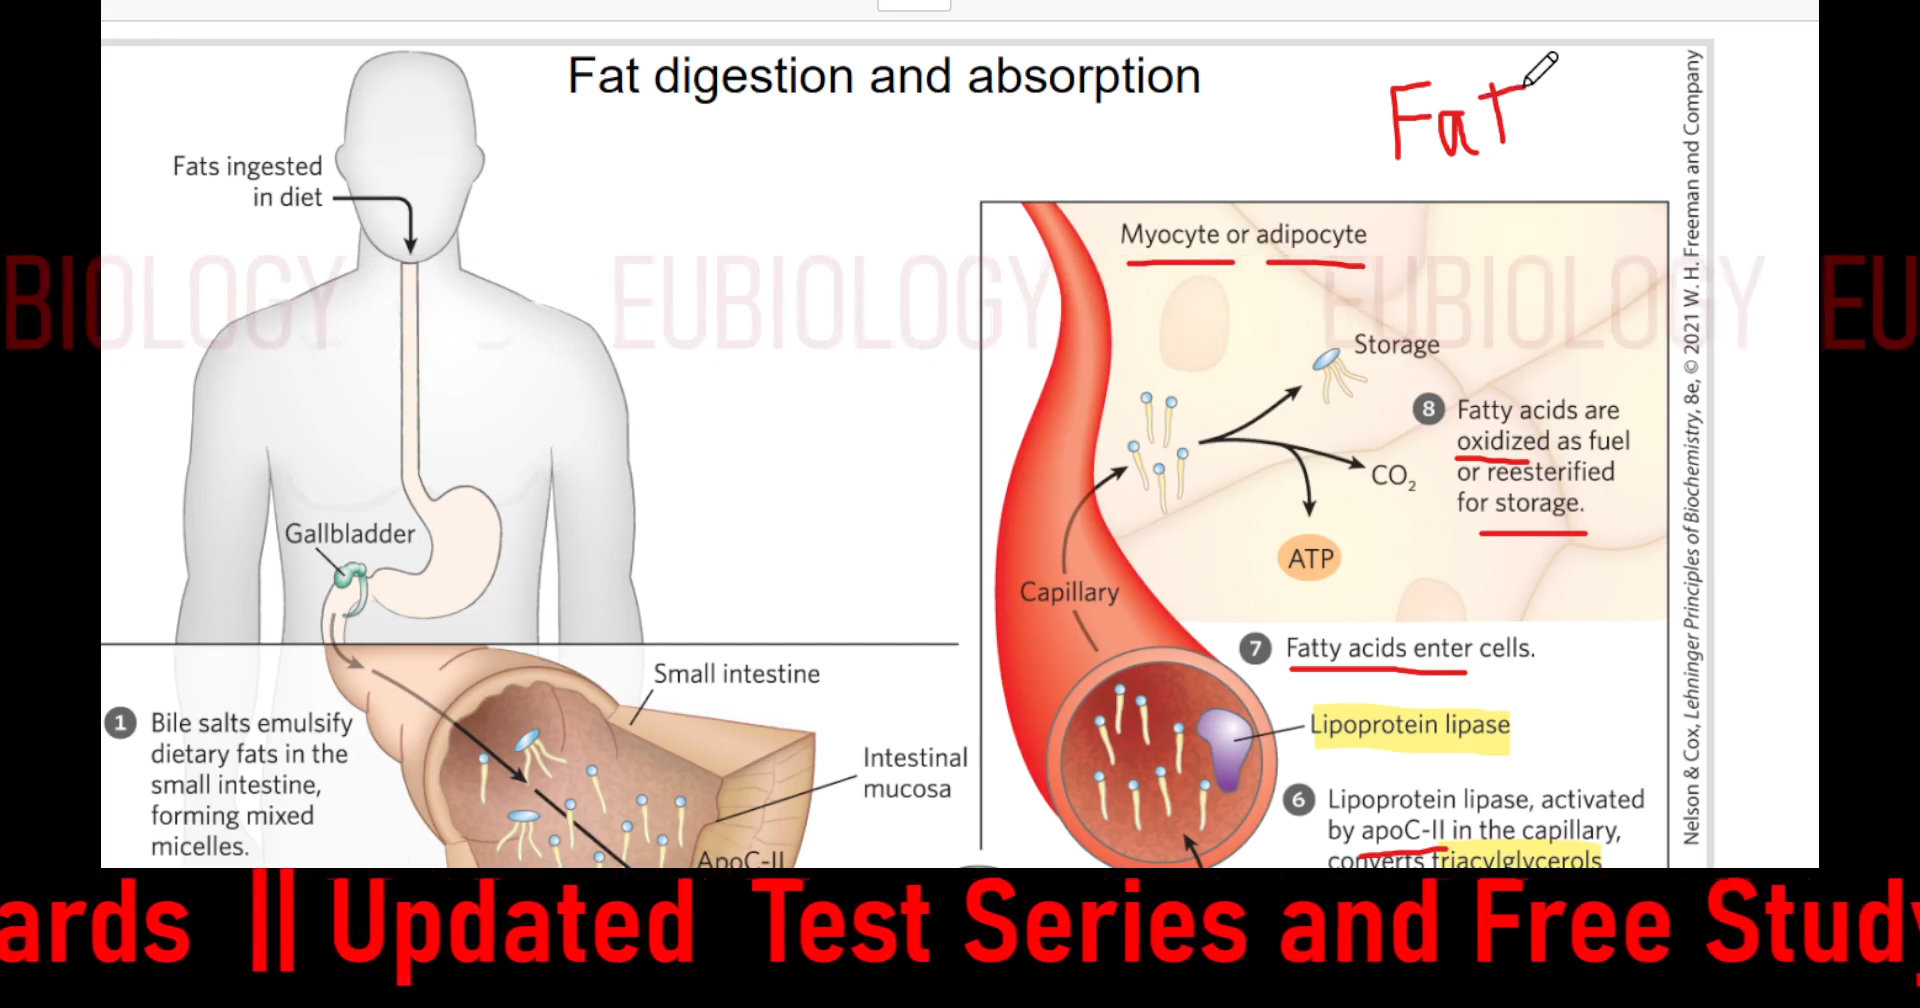 Fat digestion and absorption
Fat
Fats ingested
in diet
Gallbladder
Small intestine
Intestinal
mucosa
1 Bile salts emulsify
dietary fats in the
small intestine,
forming mixed
micelles.
ApoC-II
Myocyte or adipocyte
Storage
8 Fatty acids are
oxidized as fuel
or reesterified
for storage.
CO₂
ATP
Capillary
7 Fatty acids enter cells.
Lipoprotein lipase
6 Lipoprotein lipase, activated
by apoC-II in the capillary,
converts triacylglycerols
Nelson & Cox, Lehninger Principles of Biochemistry, 8e, © 2021 W. H. Freeman and Company
BIOLOGY EUBIOLOGY EUBIOLOGY EU
ards || Updated Test Series and Free Study